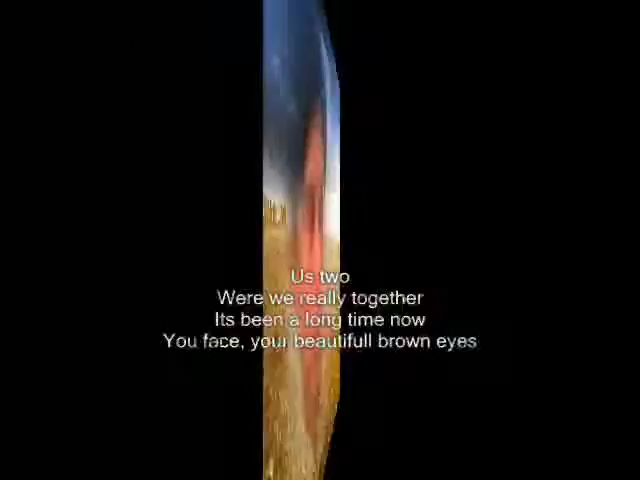 Us two
Were we really together
Its been a long time now
You face, your beautifull brown eyes